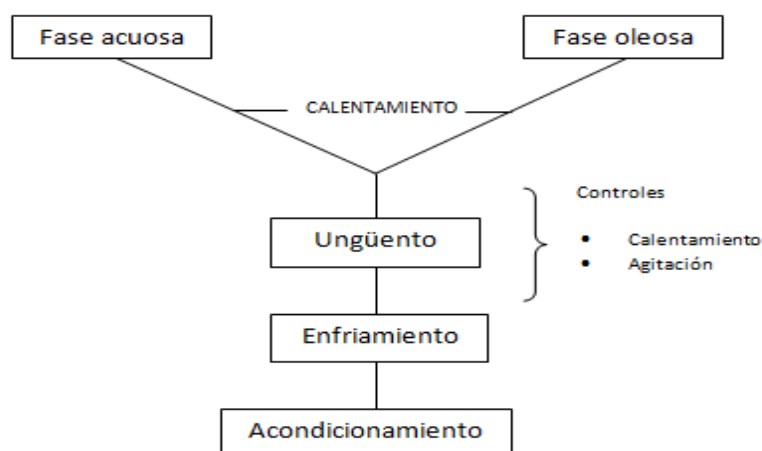 Fase acuosa
Fase oleosa
CALENTAMIENTO
Ungüento
Controles
• Calentamiento
• Agitación
Enfriamiento
Acondicionamiento